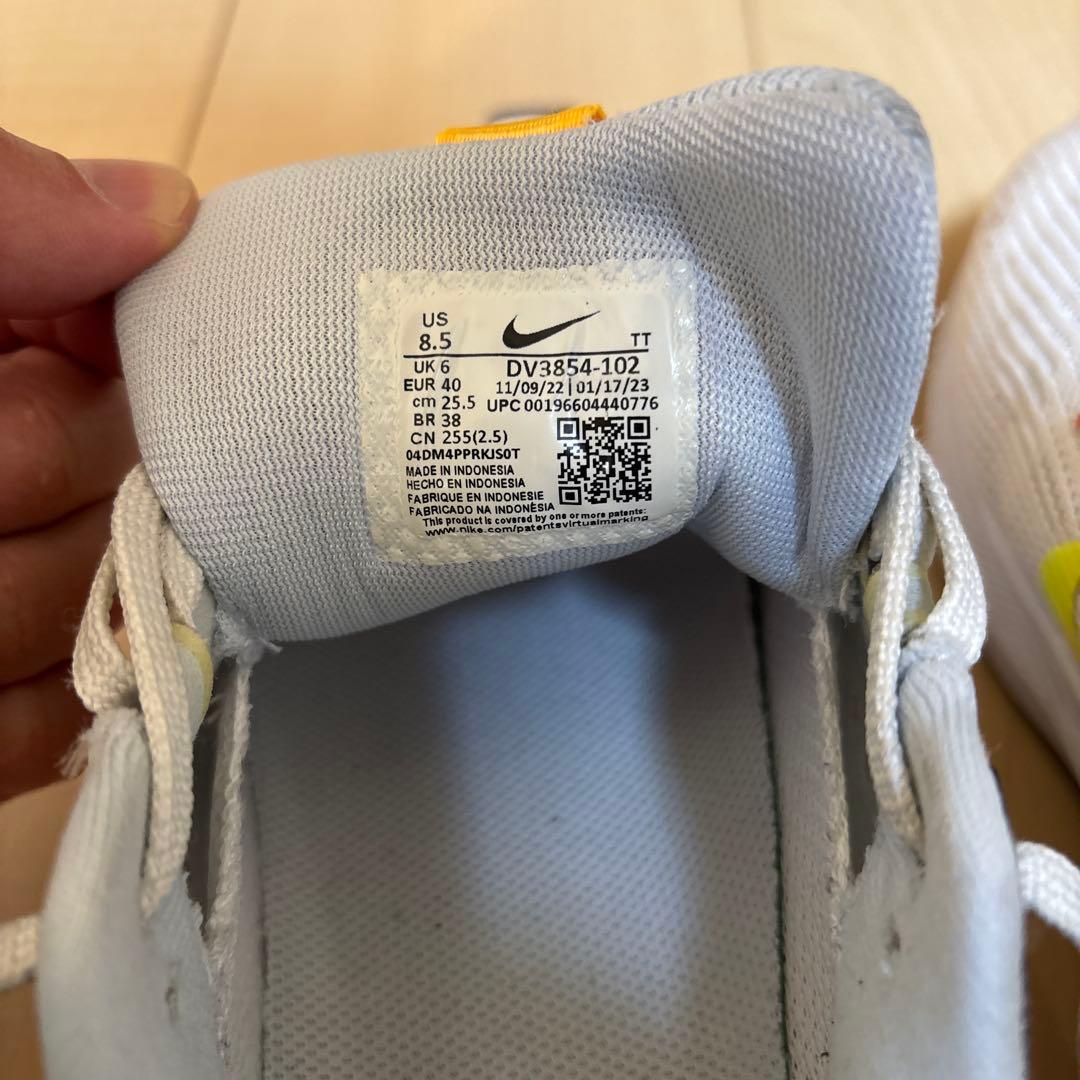 US
8.5 TT
UK 6 DV3854-102
EUR 40 11/09/22 | 01/17/23
cm 25.5 UPC 00196604440776
BR 38
CN 255(2.5)
04DM4PPRKJS0T
MADE IN INDONESIA
HECHO EN INDONESIA
FABRIQUE EN INDONESIE
FABRICADO NA INDONÈSIA
This product is covered by one or more patents:
www.nike.com/patentsvirtualmarking